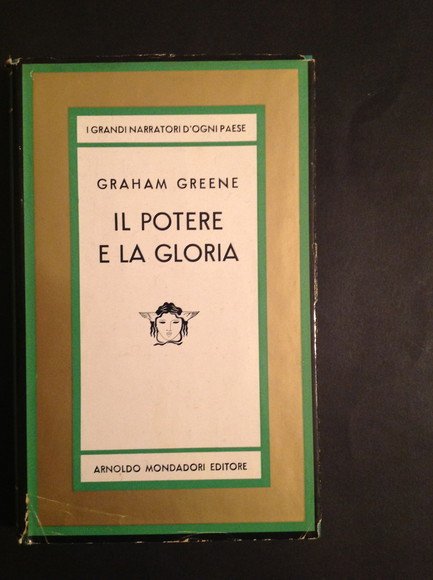 I GRANDI NARRATORI D'OGNI PAESE
GRAHAM GREENE
IL POTERE
E LA GLORIA
ARNOLDO MONDADORI EDITORE